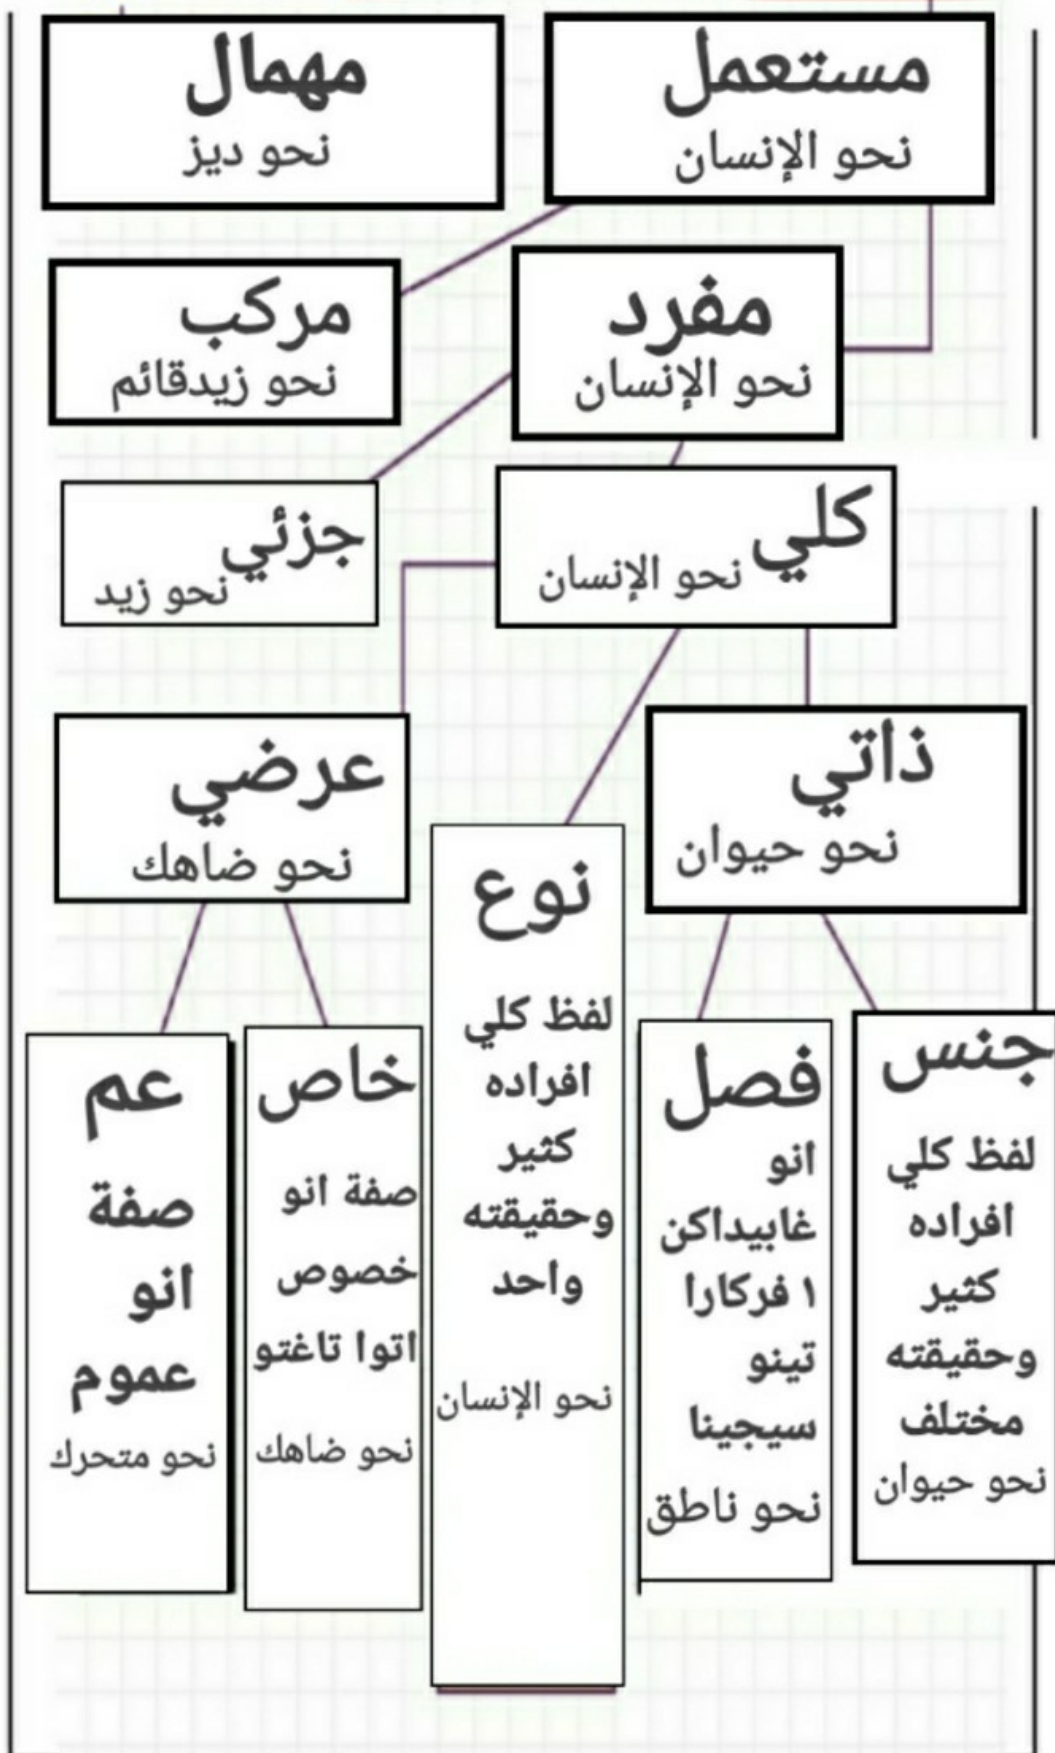 مستعمل
نحو الإنسان
مهمال
نحو ديز
مفرد
نحو الإنسان
مركب
نحو زيدقائم
كلي
نحو الإنسان
جزئي
نحو زيد
ذاتي
نحو حيوان
عرضي
نحو ضاهك
جنس
لفظ كلي
افراده
كثير
وحقيقته
مختلف
نحو حيوان
فصل
انو
غابيداكن
١ فركارا
تينو
سيجينا
نحو ناطق
نوع
لفظ كلي
افراده
كثير
وحقيقته
واحد
نحو الإنسان
خاص
صفة انو
خصوص
اتوا تاغتو
نحو ضاهك
عم
صفة
انو
عموم
نحو متحرك